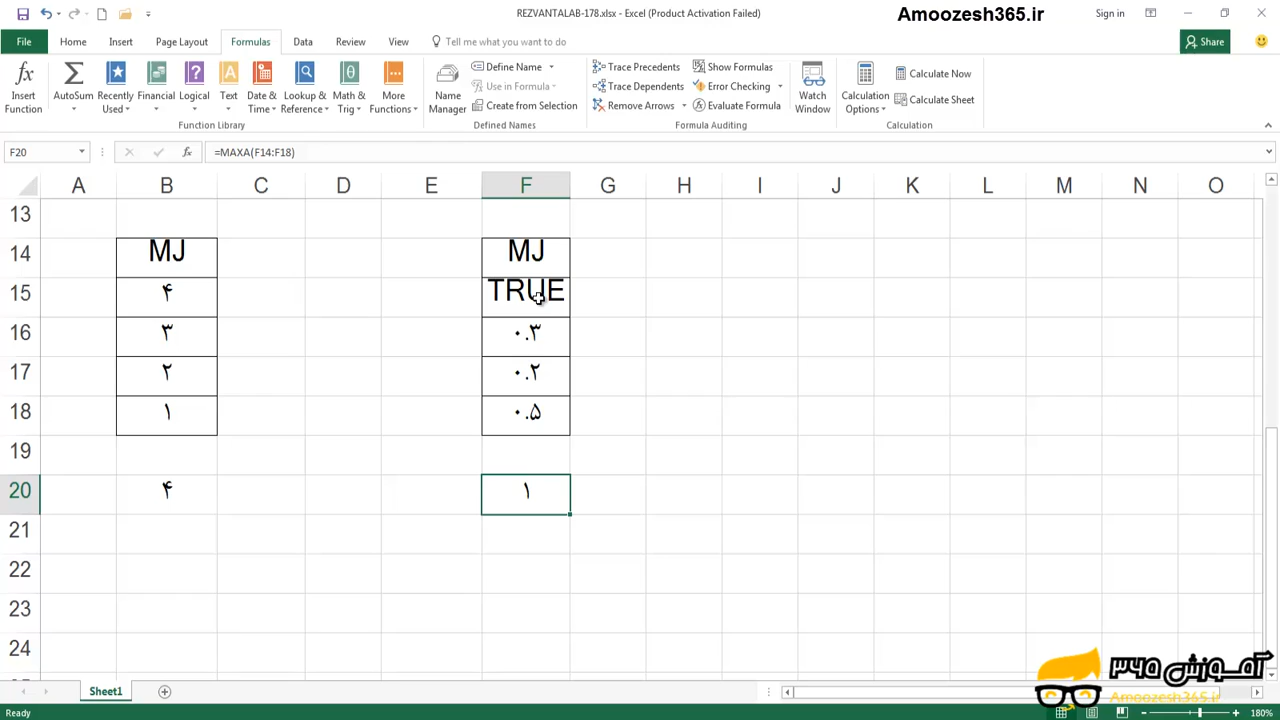 REZVANTALAB-178.xlsx - Excel (Product Activation Failed)
Amoozesh365.ir
Sign in
File Home Insert Page Layout Formulas Data Review View Tell me what you want to do
Share
Insert Function
AutoSum
Recently Used
Financial
Logical
Text
Date & Time
Lookup & Reference
Math & Trig
More Functions
Function Library
Name Manager
Define Name
Use in Formula
Create from Selection
Defined Names
Trace Precedents
Trace Dependents
Remove Arrows
Show Formulas
Error Checking
Evaluate Formula
Formula Auditing
Watch Window
Calculation Options
Calculate Now
Calculate Sheet
Calculation
F20 fx =MAXA(F14:F18)
A B C D E F G H I J K L M N O
13
14 MJ MJ
15 ۴ TRUE
16 ۳ ۰.۳
17 ۲ ۰.۲
18 ۱ ۰.۵
19
20 ۴ ۱
21
22
23
24
آموزش ۳۶۵
Amoozesh365.ir
Sheet1
Ready
180%